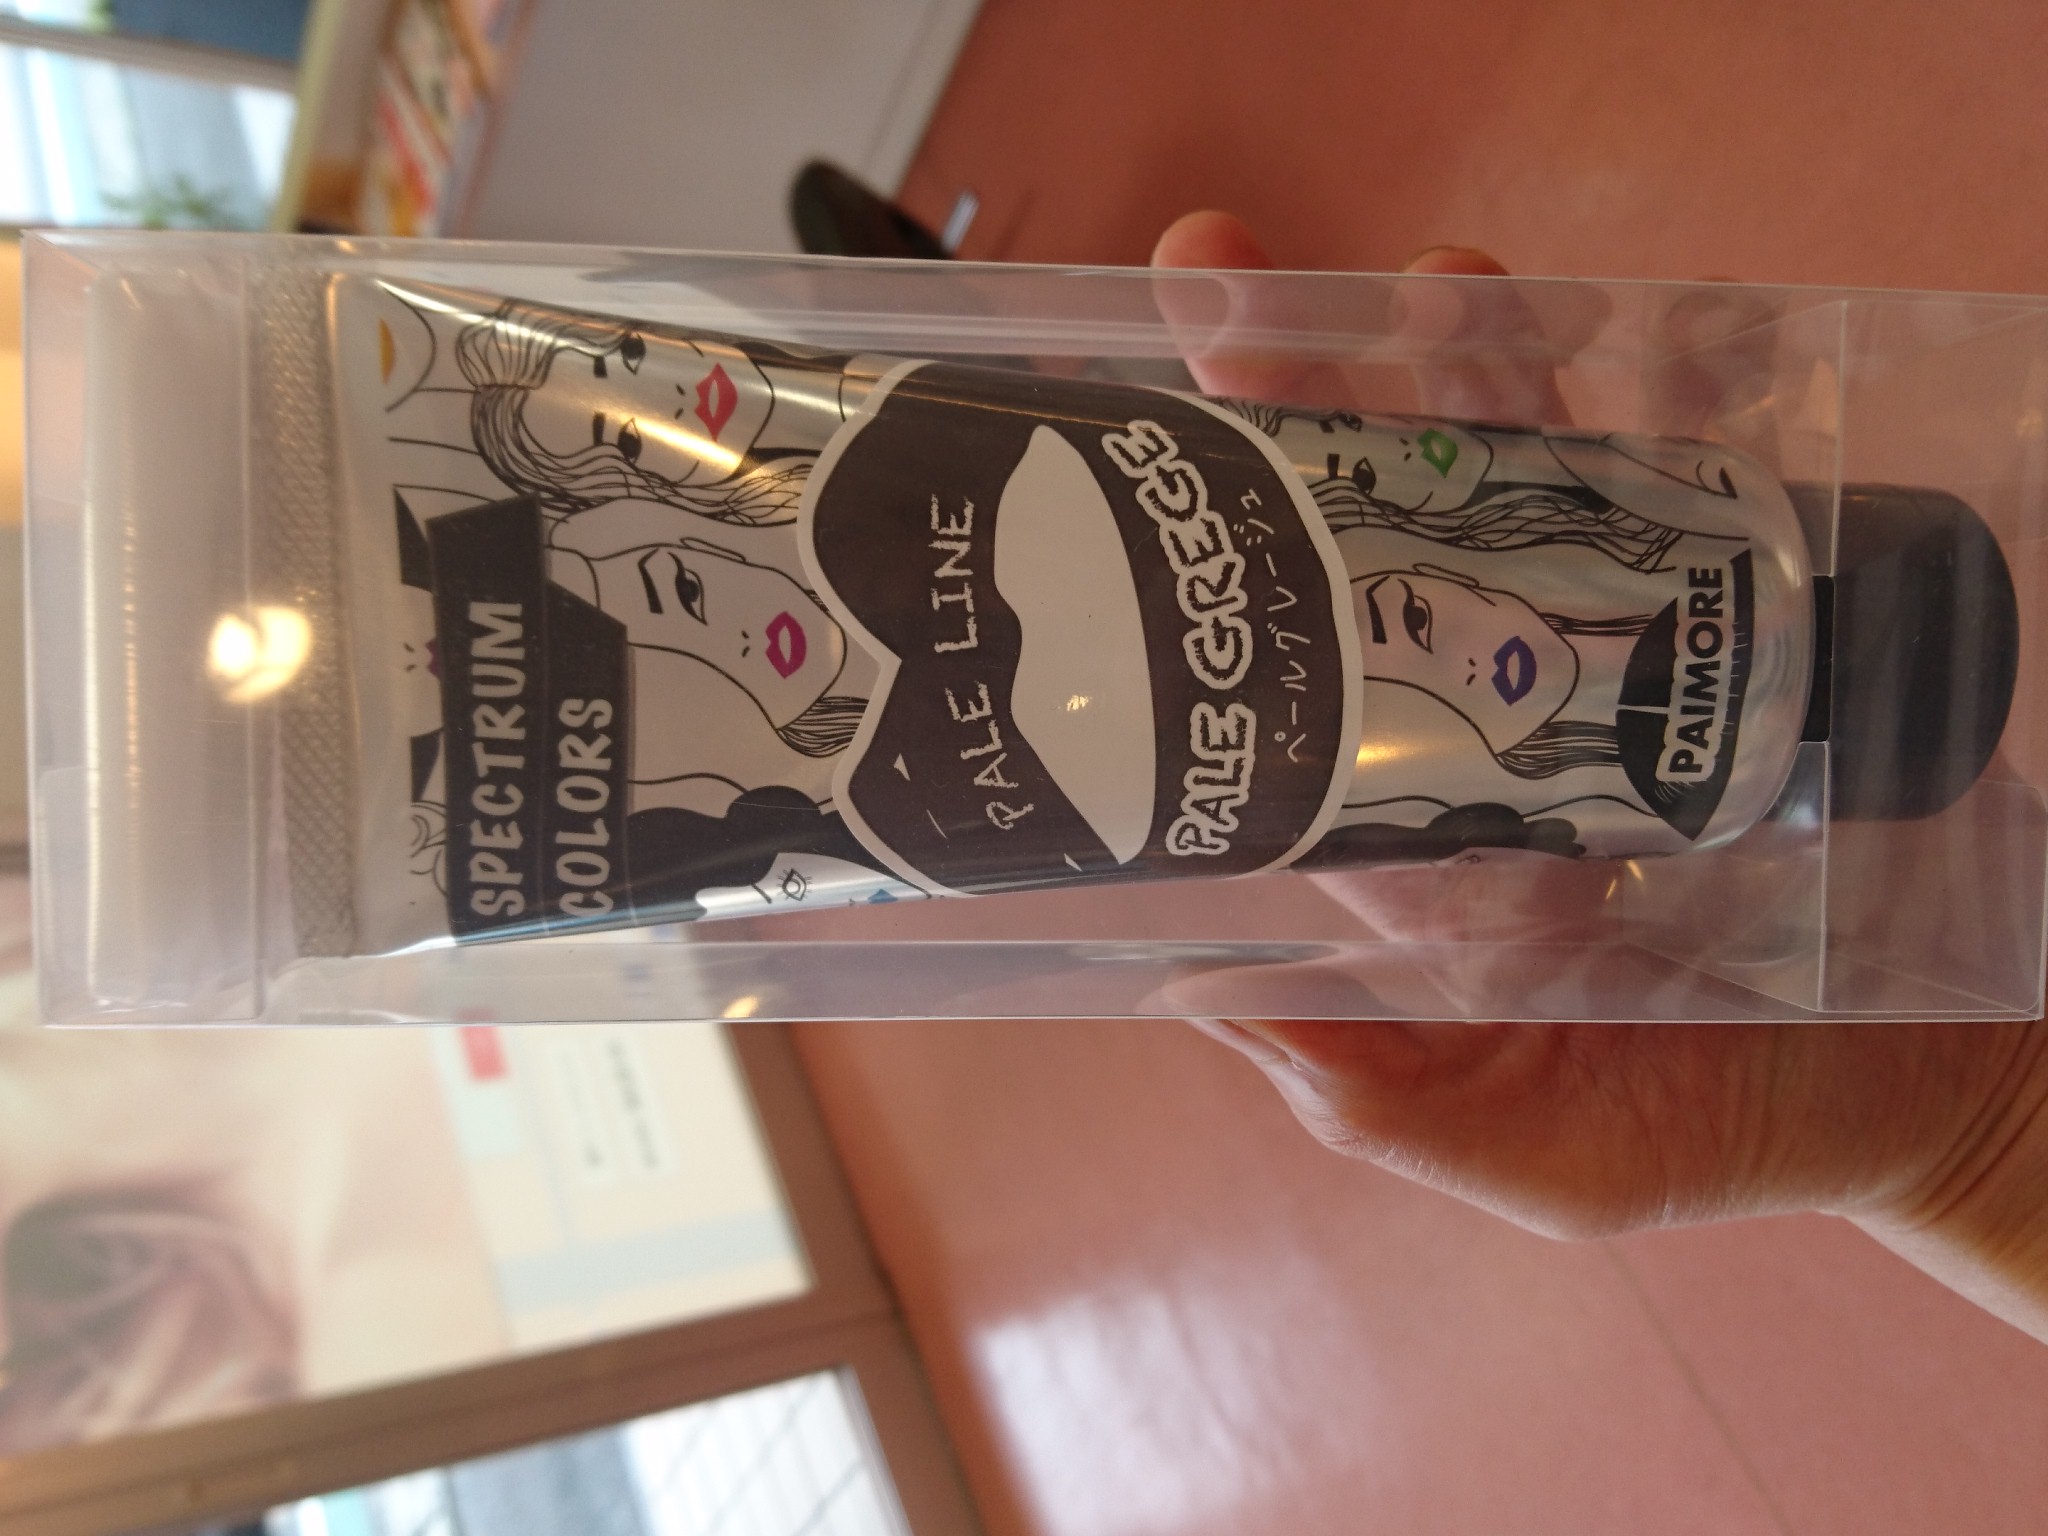 SPECTRUM
COLORS
PALE LINE
PALE GREGE
ペールグレージュ
PAIMORE